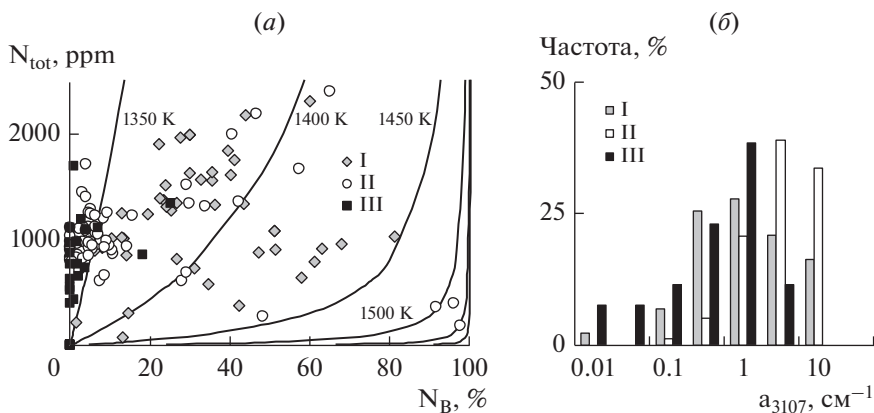 (а)
N_tot, ppm
2000
1000
0
1350 K
1400 K
1450 K
1500 K
I
II
III
20
40
60
80
100
N_B, %
(б)
Частота, %
50
25
0
I
II
III
0.01
0.1
1
10
a_3107, см⁻¹